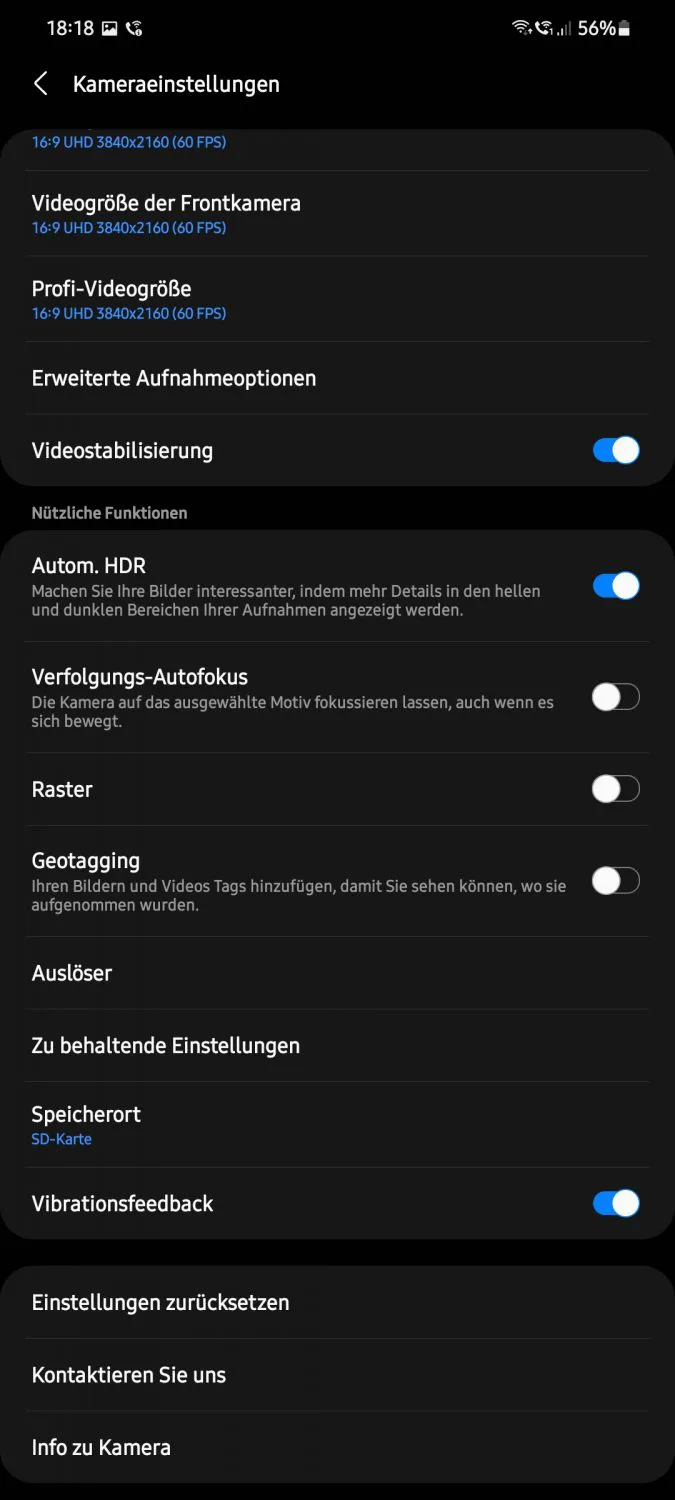 18:18 56%
Kameraeinstellungen
16:9 UHD 3840x2160 (60 FPS)
Videogröße der Frontkamera
16:9 UHD 3840x2160 (60 FPS)
Profi-Videogröße
16:9 UHD 3840x2160 (60 FPS)
Erweiterte Aufnahmeoptionen
Videostabilisierung
Nützliche Funktionen
Autom. HDR
Machen Sie Ihre Bilder interessanter, indem mehr Details in den hellen
und dunklen Bereichen Ihrer Aufnahmen angezeigt werden.
Verfolgungs-Autofokus
Die Kamera auf das ausgewählte Motiv fokussieren lassen, auch wenn es
sich bewegt.
Raster
Geotagging
Ihren Bildern und Videos Tags hinzufügen, damit Sie sehen können, wo sie
aufgenommen wurden.
Auslöser
Zu behaltende Einstellungen
Speicherort
SD-Karte
Vibrationsfeedback
Einstellungen zurücksetzen
Kontaktieren Sie uns
Info zu Kamera